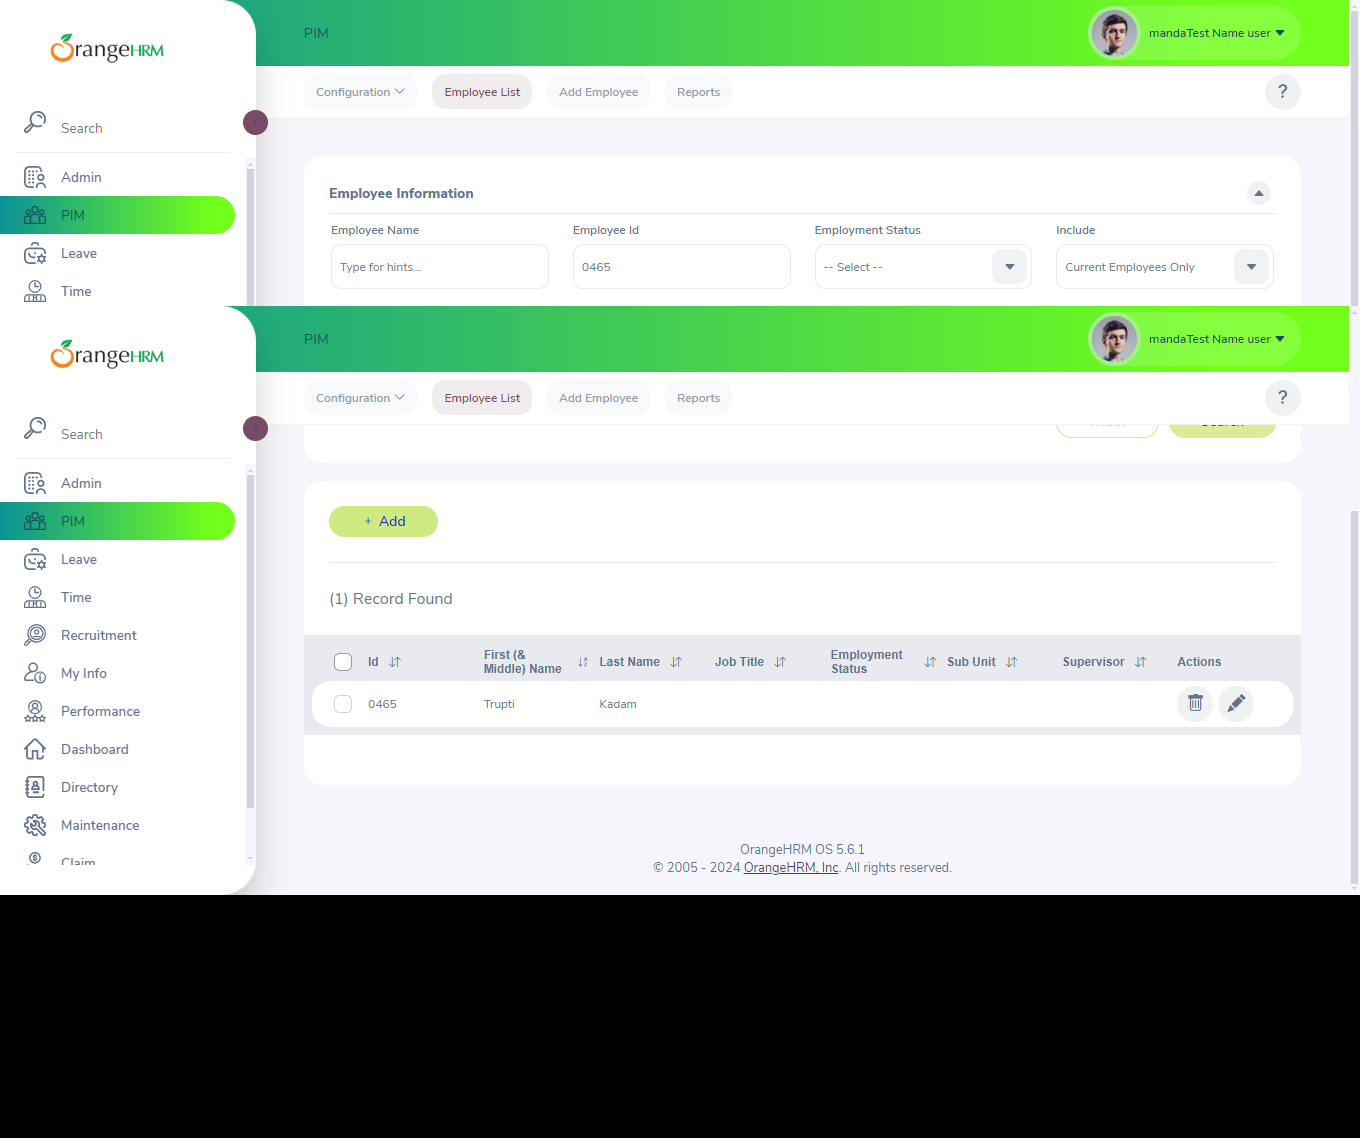 OrangeHRM
PIM
mandaTest Name user
Configuration
Employee List
Add Employee
Reports
?
Search
Admin
PIM
Leave
Time
Employee Information
Employee Name
Employee Id
Employment Status
Include
Type for hints...
0465
-- Select --
Current Employees Only
OrangeHRM
PIM
mandaTest Name user
Configuration
Employee List
Add Employee
Reports
?
Search
Admin
PIM
Leave
Time
Recruitment
My Info
Performance
Dashboard
Directory
Maintenance
Claim
+ Add
(1) Record Found
Id
First (& Middle) Name
Last Name
Job Title
Employment Status
Sub Unit
Supervisor
Actions
0465
Trupti
Kadam
OrangeHRM OS 5.6.1
© 2005 - 2024 OrangeHRM, Inc. All rights reserved.